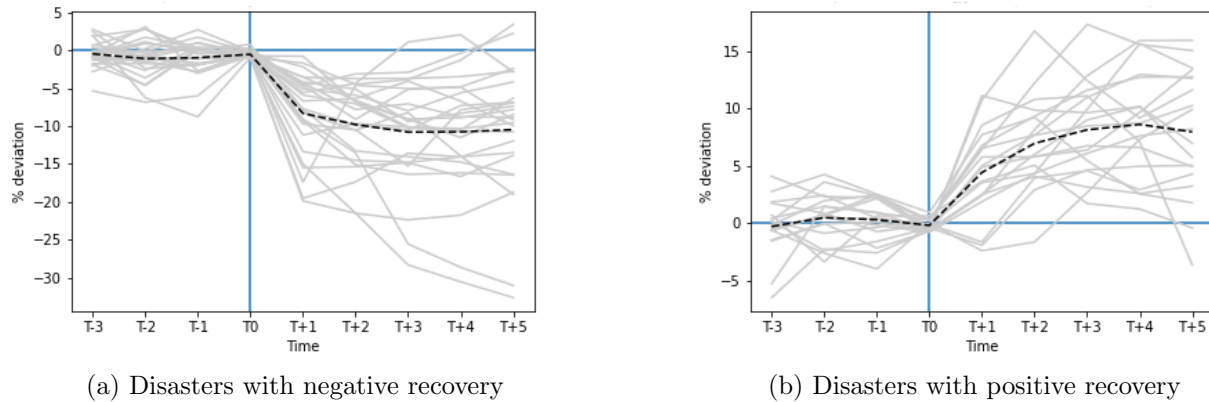 5
0
−5
−10
−15
−20
−25
−30
% deviation
T-3 T-2 T-1 T0 T+1 T+2 T+3 T+4 T+5
Time
(a) Disasters with negative recovery
15
10
5
0
−5
% deviation
T-3 T-2 T-1 T0 T+1 T+2 T+3 T+4 T+5
Time
(b) Disasters with positive recovery